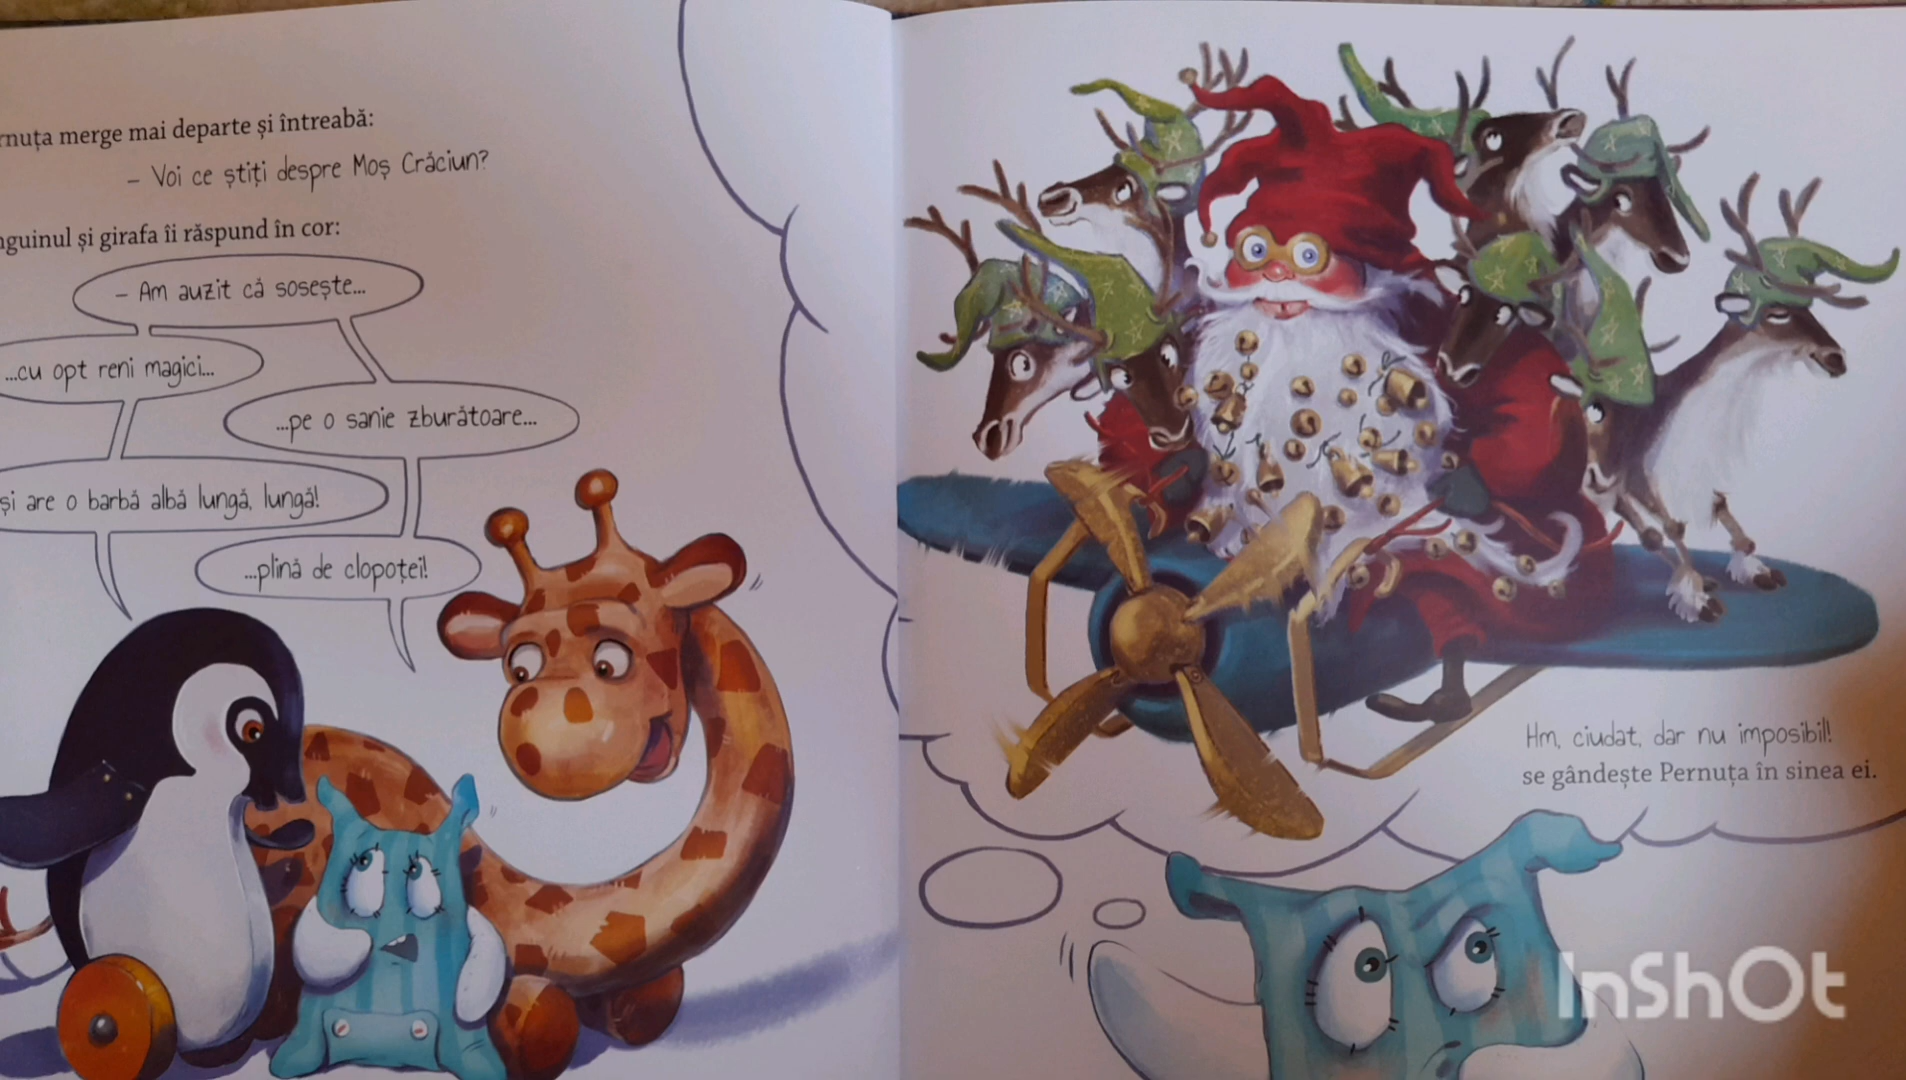 rnuța merge mai departe și întreabă:
– Voi ce știți despre Moș Crăciun?
nguinul și girafa îi răspund în cor:
– Am auzit că sosește...
...cu opt reni magici...
...pe o sanie zburătoare...
și are o barbă albă lungă, lungă!
...plină de clopoței!
Hm, ciudat, dar nu imposibil!
se gândește Pernuța în sinea ei.
InShOt